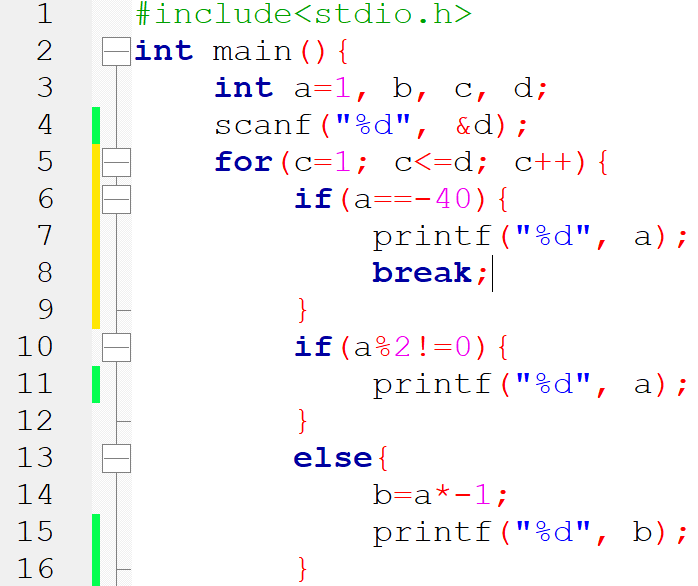 1 #include<stdio.h>
2 int main(){
3 int a=1, b, c, d;
4 scanf("%d", &d);
5 for(c=1; c<=d; c++){
6 if(a==-40){
7 printf("%d", a);
8 break;
9 }
10 if(a%2!=0){
11 printf("%d", a);
12 }
13 else{
14 b=a*-1;
15 printf("%d", b);
16 }